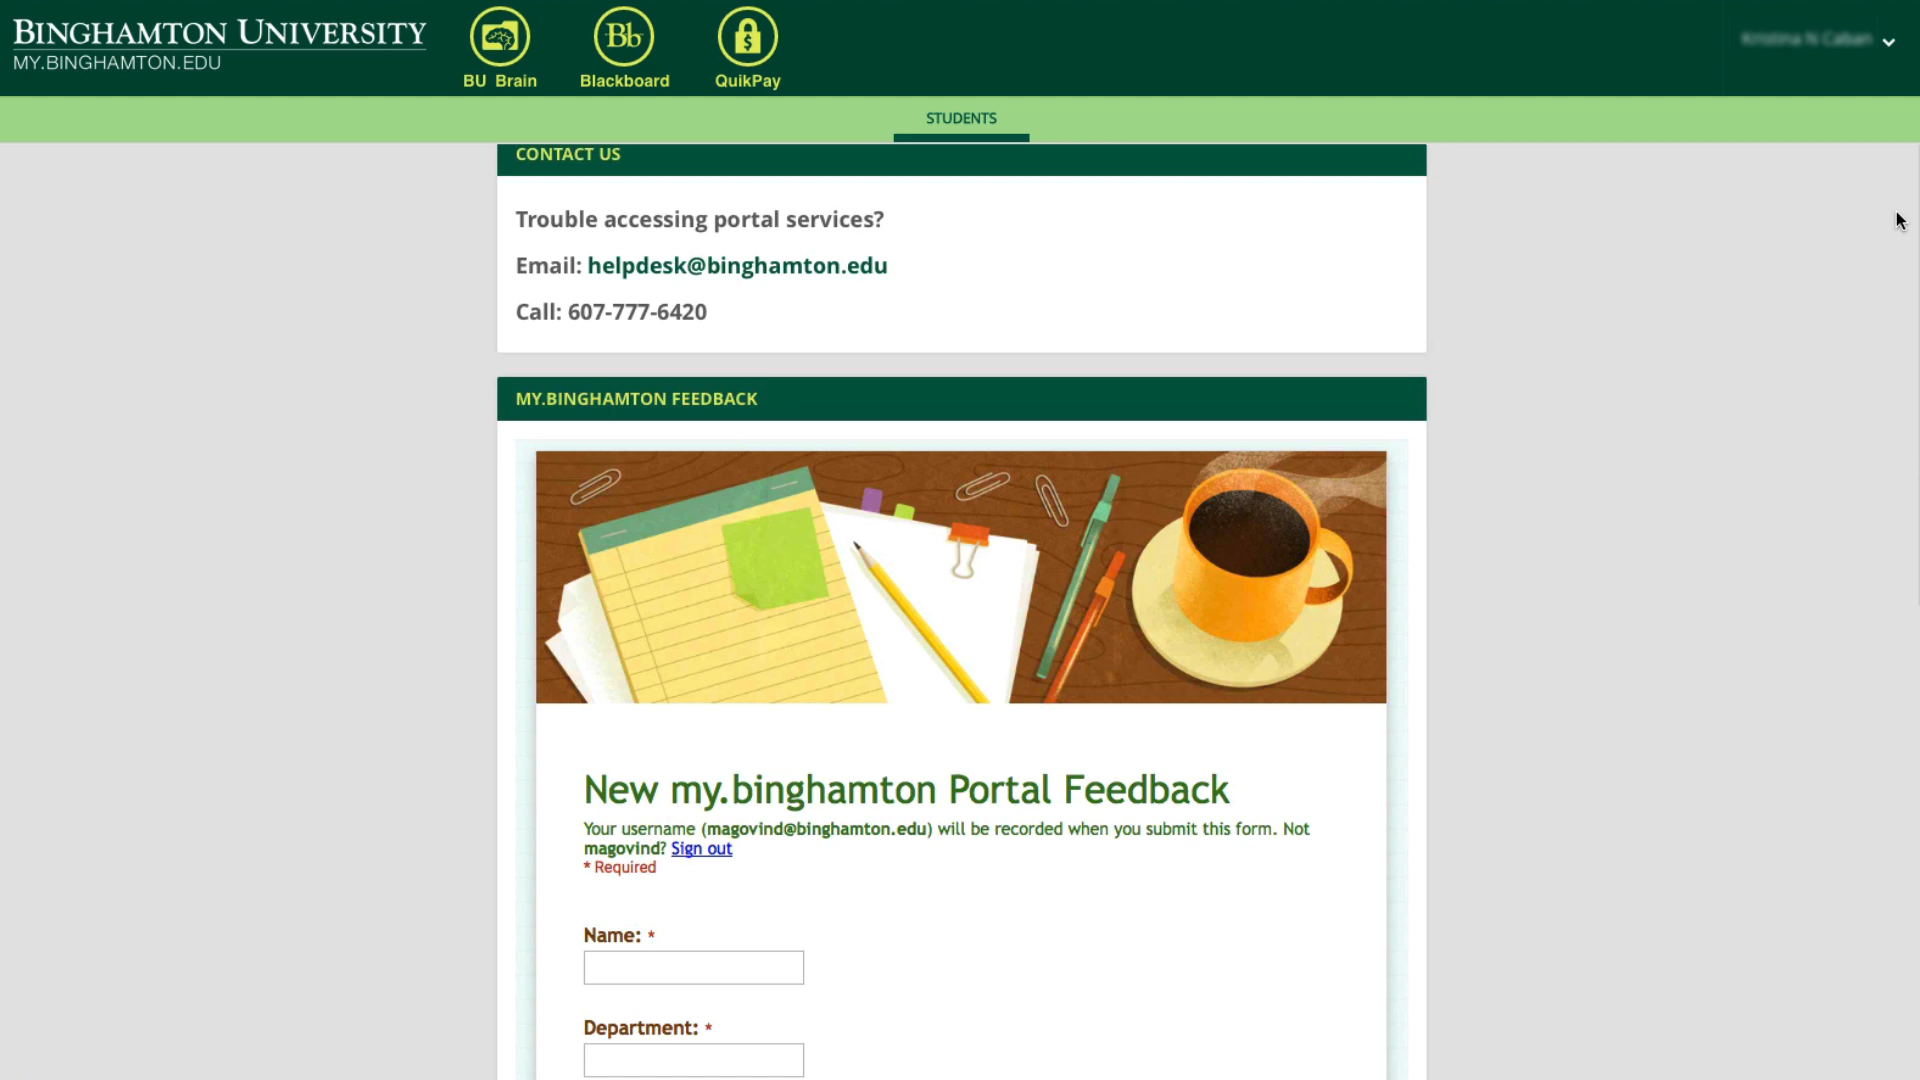 BINGHAMTON UNIVERSITY
MY.BINGHAMTON.EDU
BU Brain
Bb
Blackboard
$
QuikPay
STUDENTS
CONTACT US
Trouble accessing portal services?
Email: helpdesk@binghamton.edu
Call: 607-777-6420
MY.BINGHAMTON FEEDBACK
New my.binghamton Portal Feedback
Your username (magovind@binghamton.edu) will be recorded when you submit this form. Not
magovind? Sign out
* Required
Name: *
Department: *